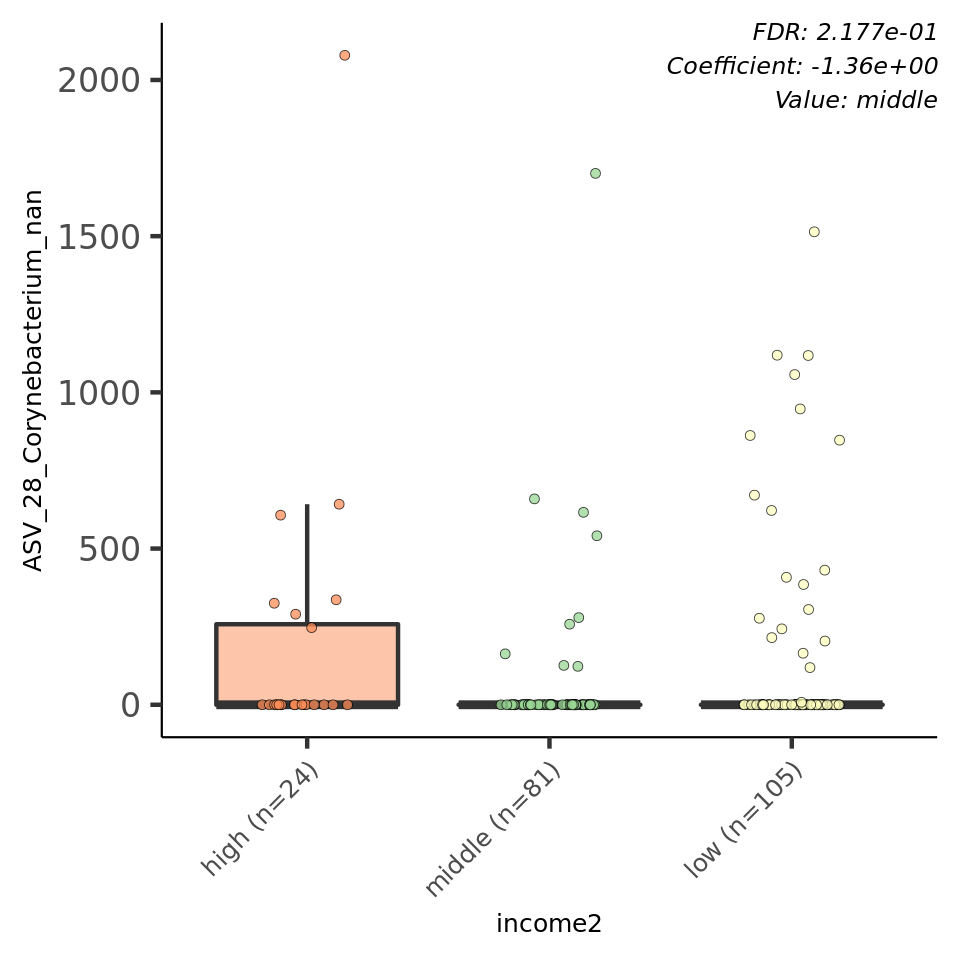 FDR: 2.177e-01
Coefficient: -1.36e+00
Value: middle
ASV_28_Corynebacterium_nan
2000
1500
1000
500
0
high (n=24)
middle (n=81)
low (n=105)
income2